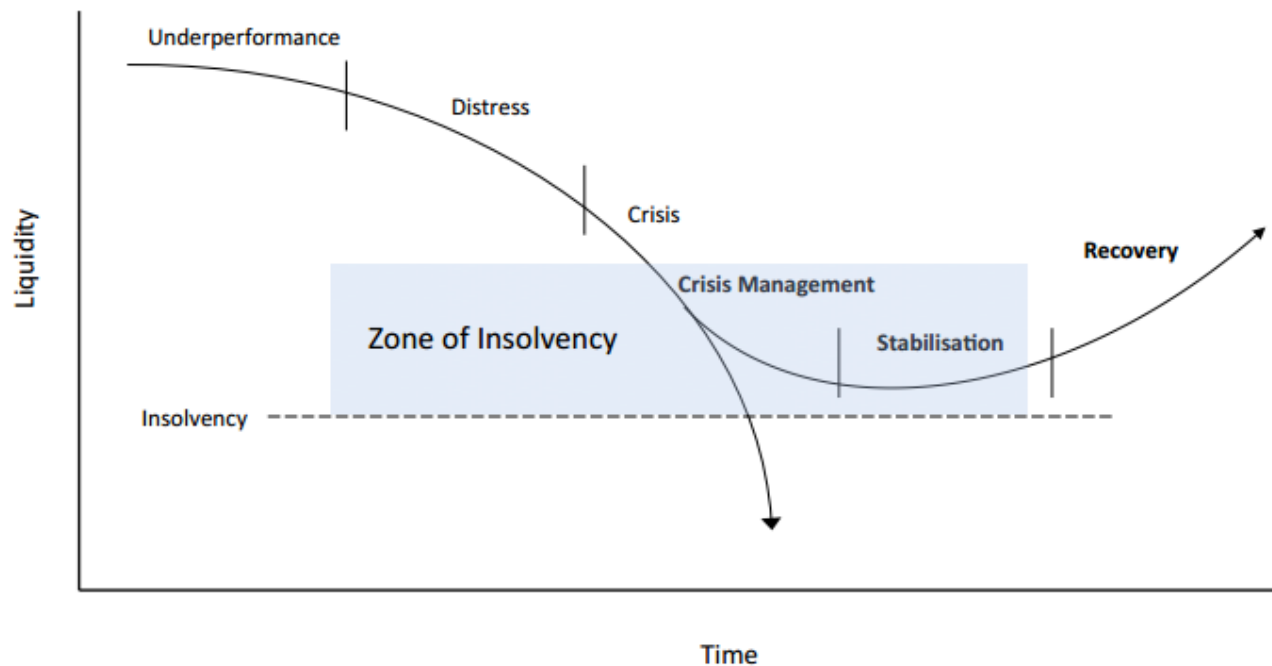 Underperformance
Distress
Crisis
Liquidity
Recovery
Crisis Management
Zone of Insolvency
Stabilisation
Insolvency
Time